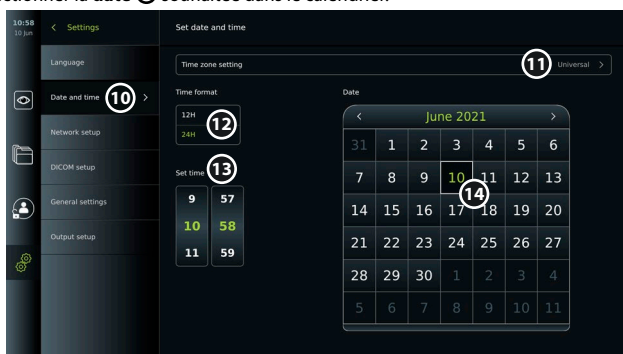 ctionner la date ⑭ souhaitée dans le calendrier.
10:58
10 Jun
< Settings
Set date and time
Language
Time zone setting 11 Universal >
Date and time 10 >
Network setup
DICOM setup
General settings
Output setup
Time format
12H
24H
12
Set time 13
9 57
10 58
11 59
Date
< June 2021 >
31 1 2 3 4 5 6
7 8 9 10 11 12 13
14
14 15 16 17 18 19 20
21 22 23 24 25 26 27
28 29 30 1 2 3 4
5 6 7 8 9 10 11